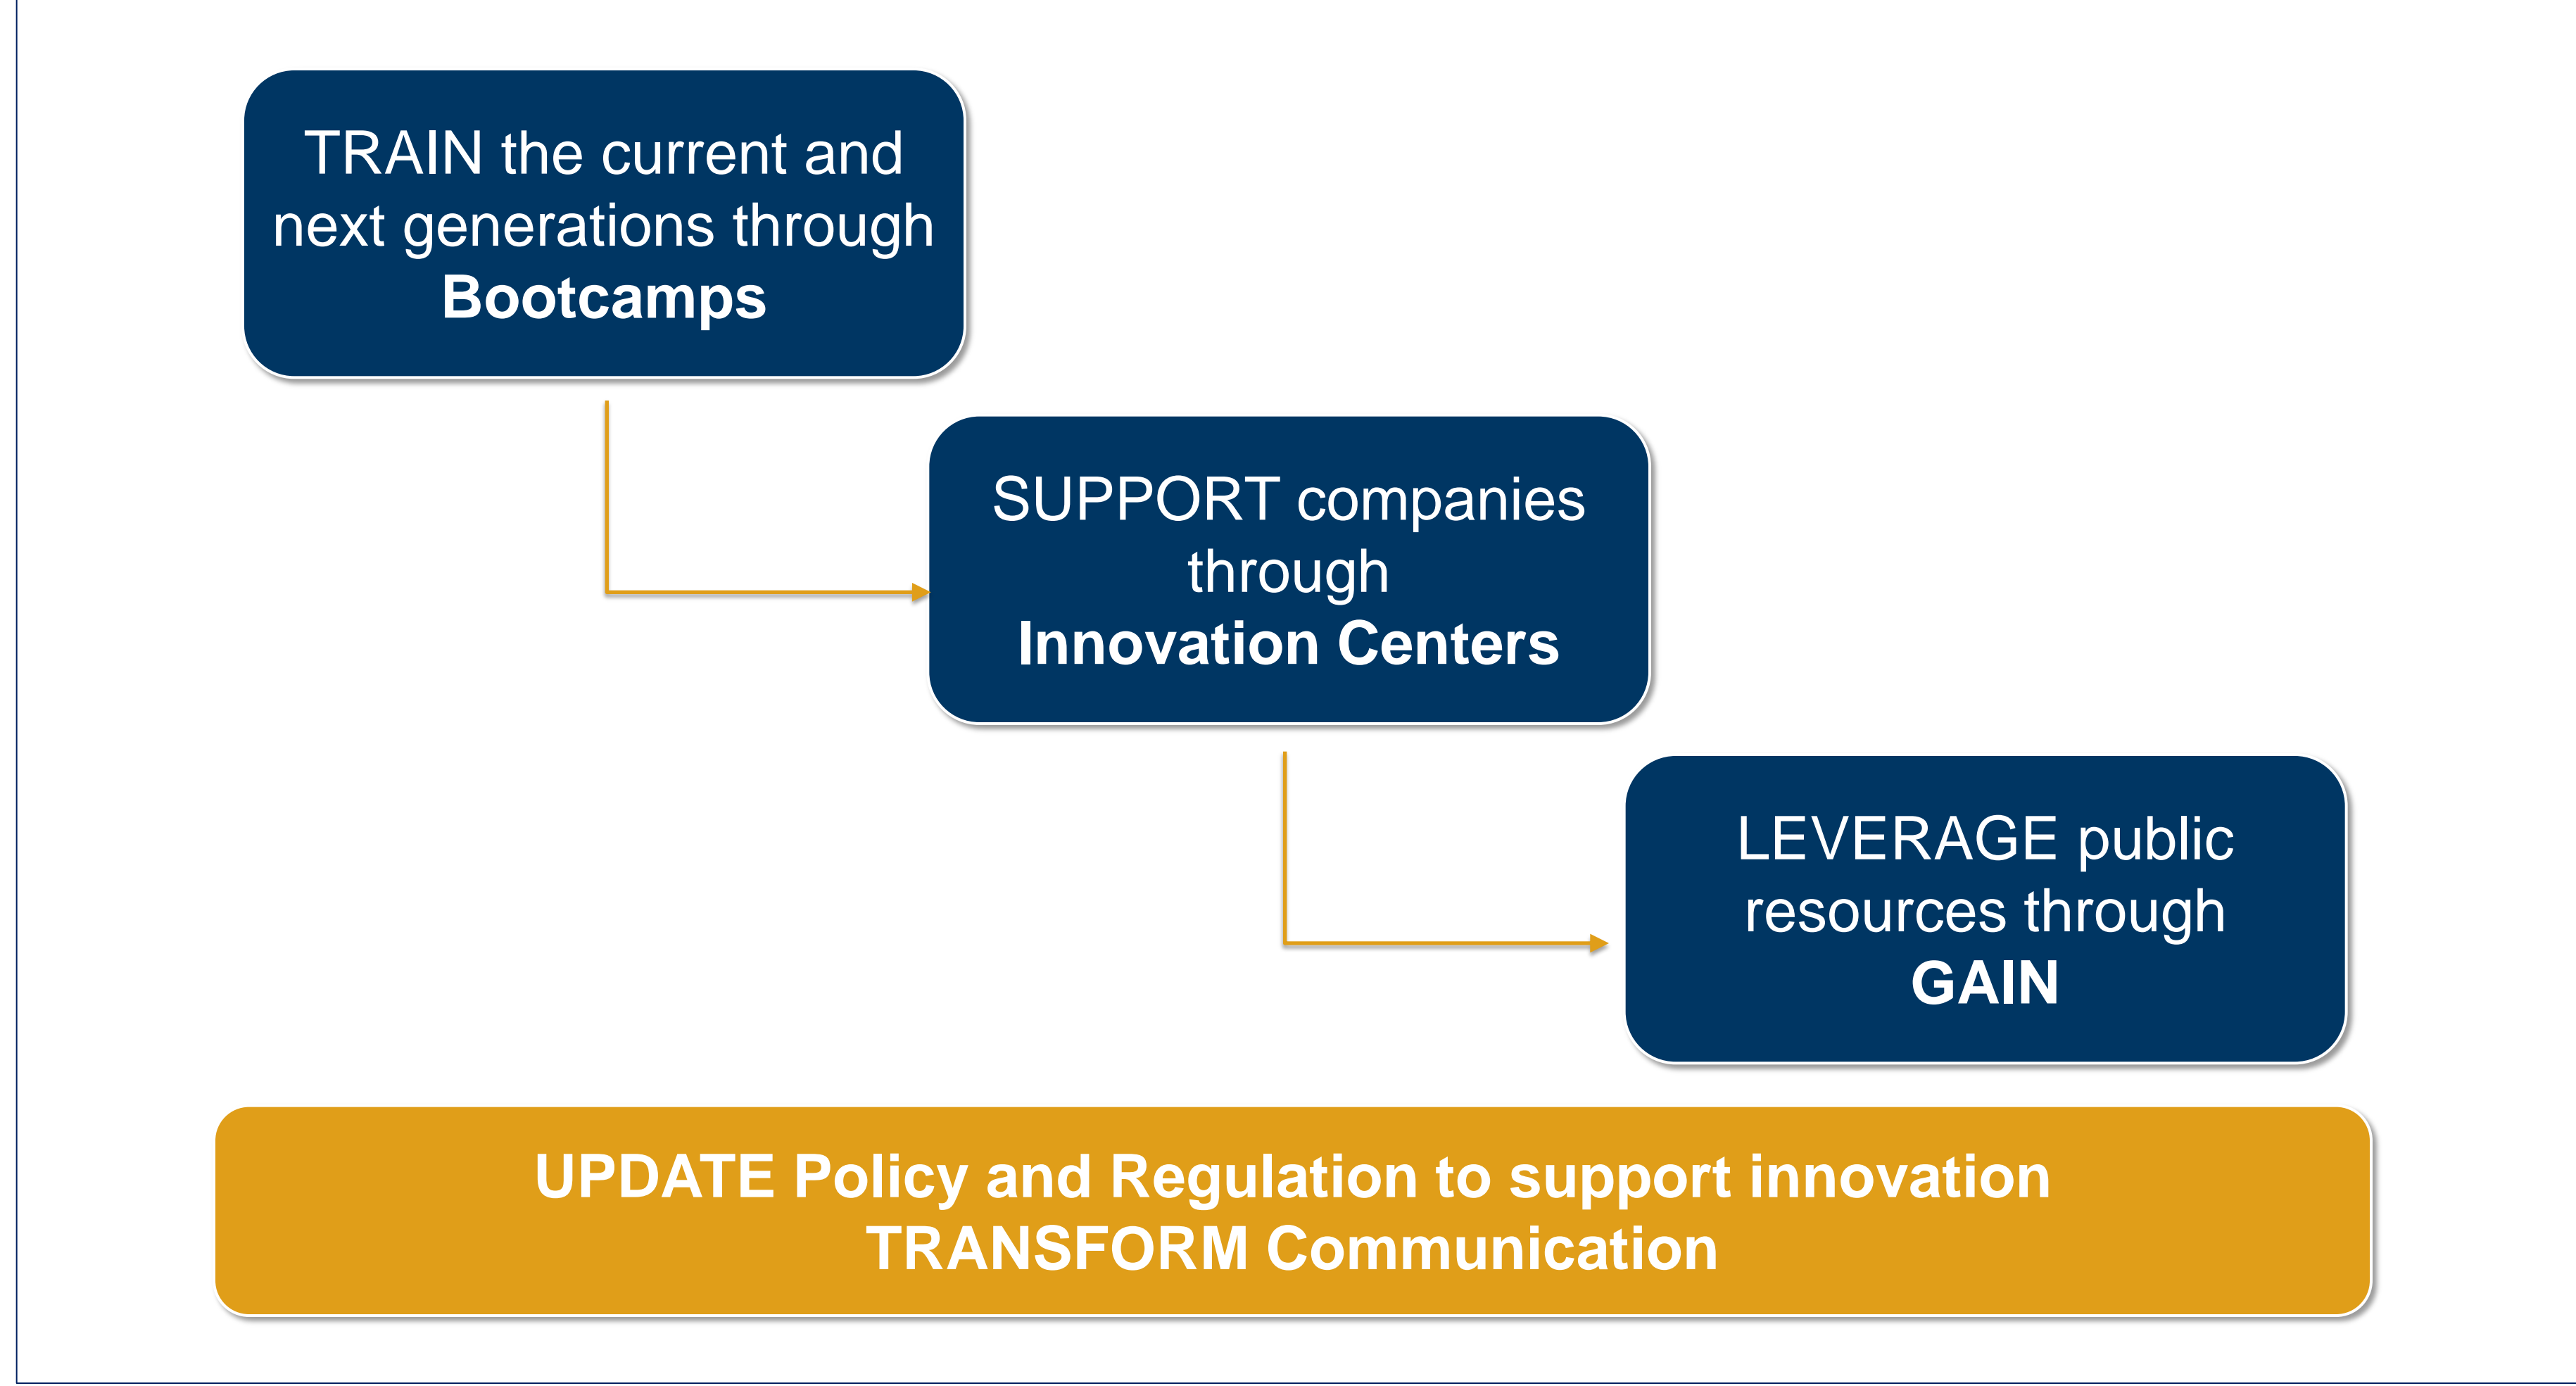 TRAIN the current and
next generations through
Bootcamps
SUPPORT companies
through
Innovation Centers
LEVERAGE public
resources through
GAIN
UPDATE Policy and Regulation to support innovation
TRANSFORM Communication